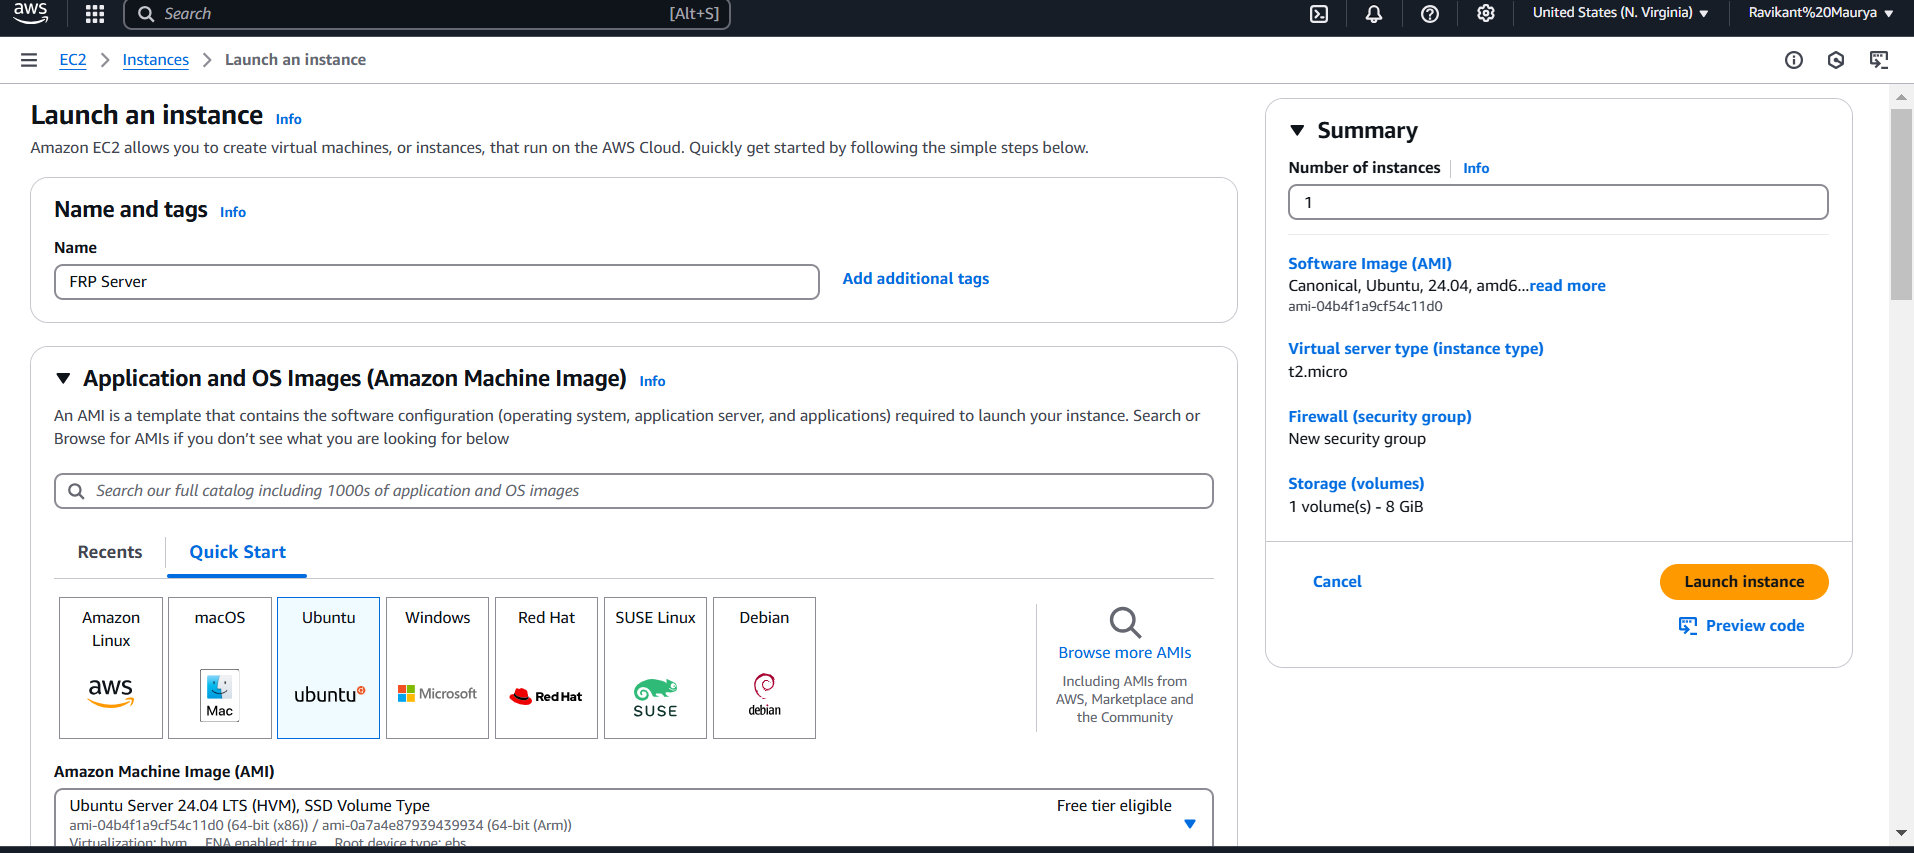 aws
Search [Alt+S]
United States (N. Virginia)
Ravikant%20Maurya
EC2 > Instances > Launch an instance
Launch an instance Info
Amazon EC2 allows you to create virtual machines, or instances, that run on the AWS Cloud. Quickly get started by following the simple steps below.
Name and tags Info
Name
FRP Server
Add additional tags
Application and OS Images (Amazon Machine Image) Info
An AMI is a template that contains the software configuration (operating system, application server, and applications) required to launch your instance. Search or
Browse for AMIs if you don’t see what you are looking for below
Search our full catalog including 1000s of application and OS images
Recents
Quick Start
Amazon
Linux
aws
macOS
Mac
Ubuntu
ubuntu
Windows
Microsoft
Red Hat
Red Hat
SUSE Linux
SUSE
Debian
debian
Browse more AMIs
Including AMIs from
AWS, Marketplace and
the Community
Amazon Machine Image (AMI)
Ubuntu Server 24.04 LTS (HVM), SSD Volume Type
Free tier eligible
ami-04b4f1a9cf54c11d0 (64-bit (x86)) / ami-0a7a4e87939439934 (64-bit (Arm))
Virtualization: hvm ENA enabled: true Root device type: ebs
Summary
Number of instances Info
1
Software Image (AMI)
Canonical, Ubuntu, 24.04, amd6...read more
ami-04b4f1a9cf54c11d0
Virtual server type (instance type)
t2.micro
Firewall (security group)
New security group
Storage (volumes)
1 volume(s) - 8 GiB
Cancel
Launch instance
Preview code